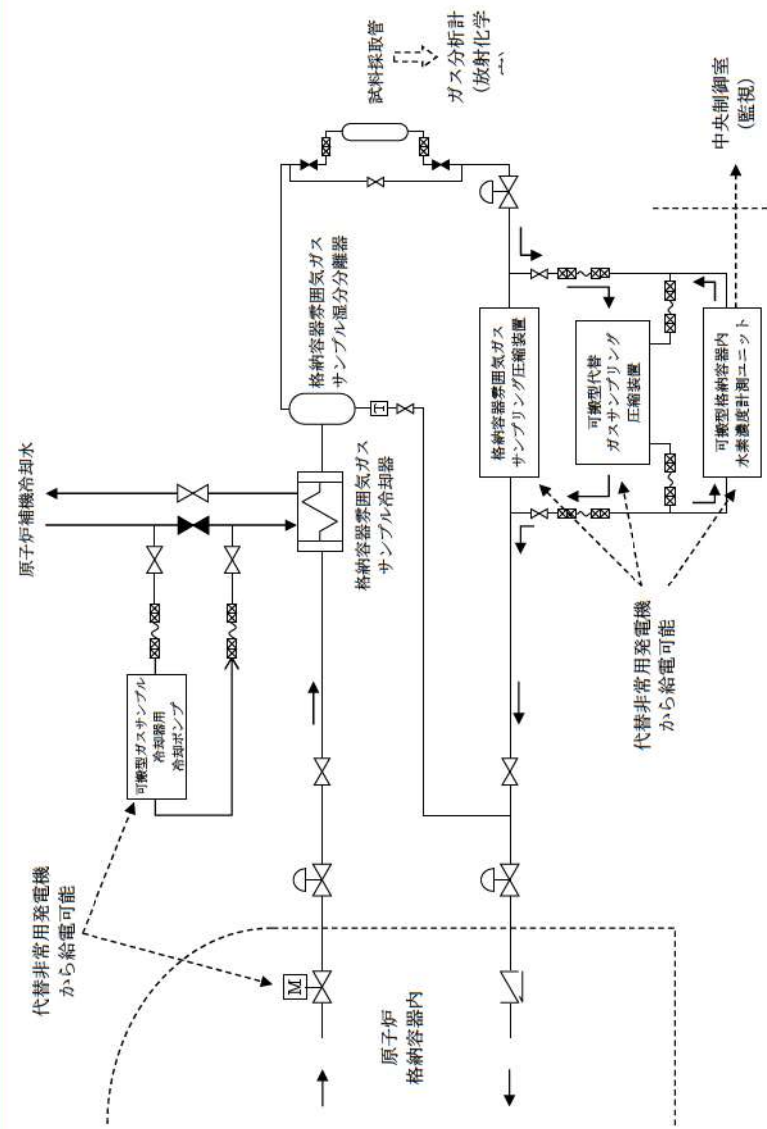 試料採取管
ガス分析計
(放射化学
中央制御室
(監視)
格納容器雰囲気ガス
サンプル湿分分離器
T
原子炉補機冷却水
格納容器雰囲気ガス
サンプル冷却器
格納容器雰囲気ガス
サンプリング圧縮装置
可搬型代替
ガスサンプリング
圧縮装置
可搬型格納容器内
水素濃度計測ユニット
可搬型ガスサンプル
冷却器用
冷却ポンプ
代替非常用発電機
から給電可能
代替非常用発電機
から給電可能
M
原子炉
格納容器内